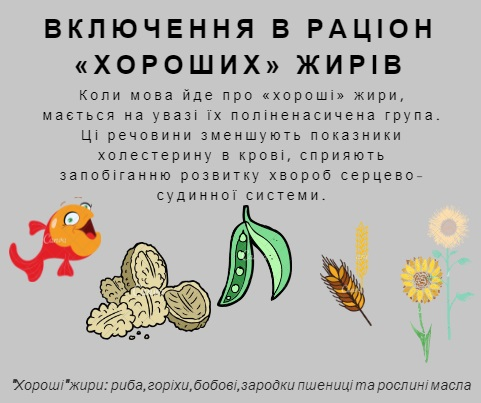 ВКЛЮЧЕННЯ В РАЦІОН
«ХОРОШИХ» ЖИРІВ
Коли мова йде про «хороші» жири,
мається на увазі їх поліненасичена група.
Ці речовини зменшують показники
холестерину в крові, сприяють
запобіганню розвитку хвороб серцево-
судинної системи.
"Хороші"жири: риба,горіхи,бобові,зародки пшениці та рослині масла